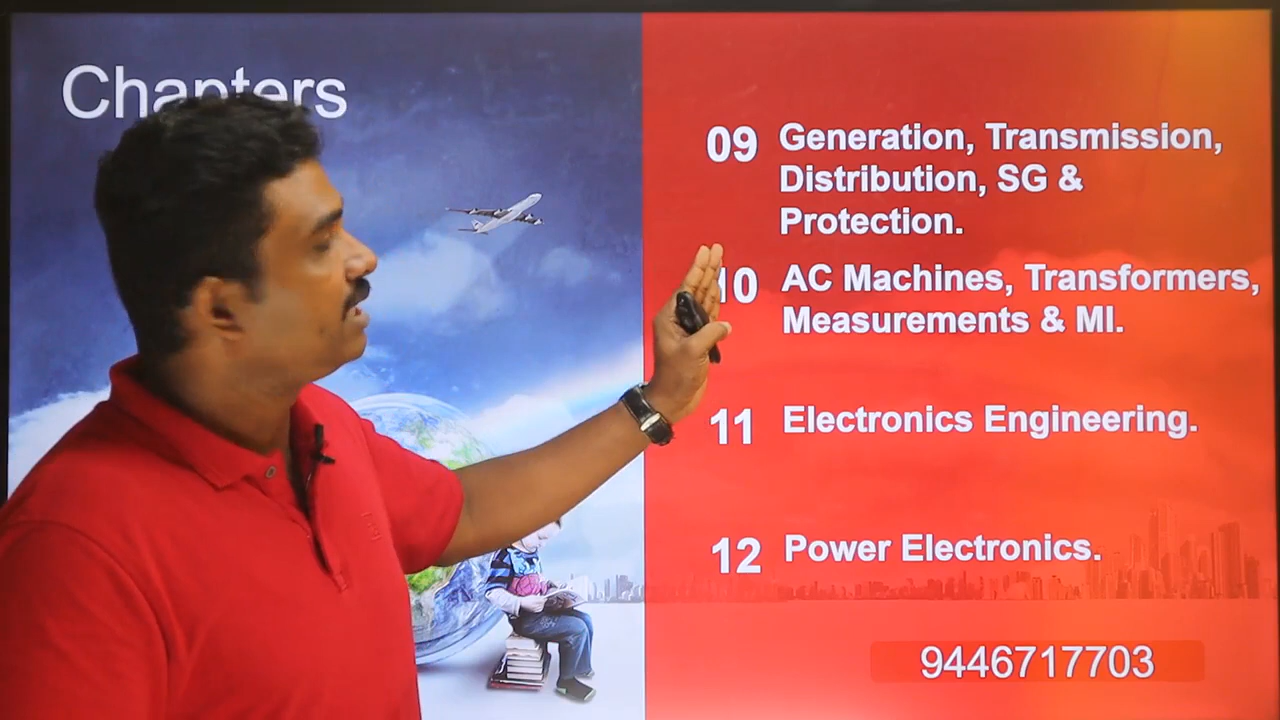 Chapters
09 Generation, Transmission,
Distribution, SG &
Protection.
10 AC Machines, Transformers,
Measurements & MI.
11 Electronics Engineering.
12 Power Electronics.
9446717703